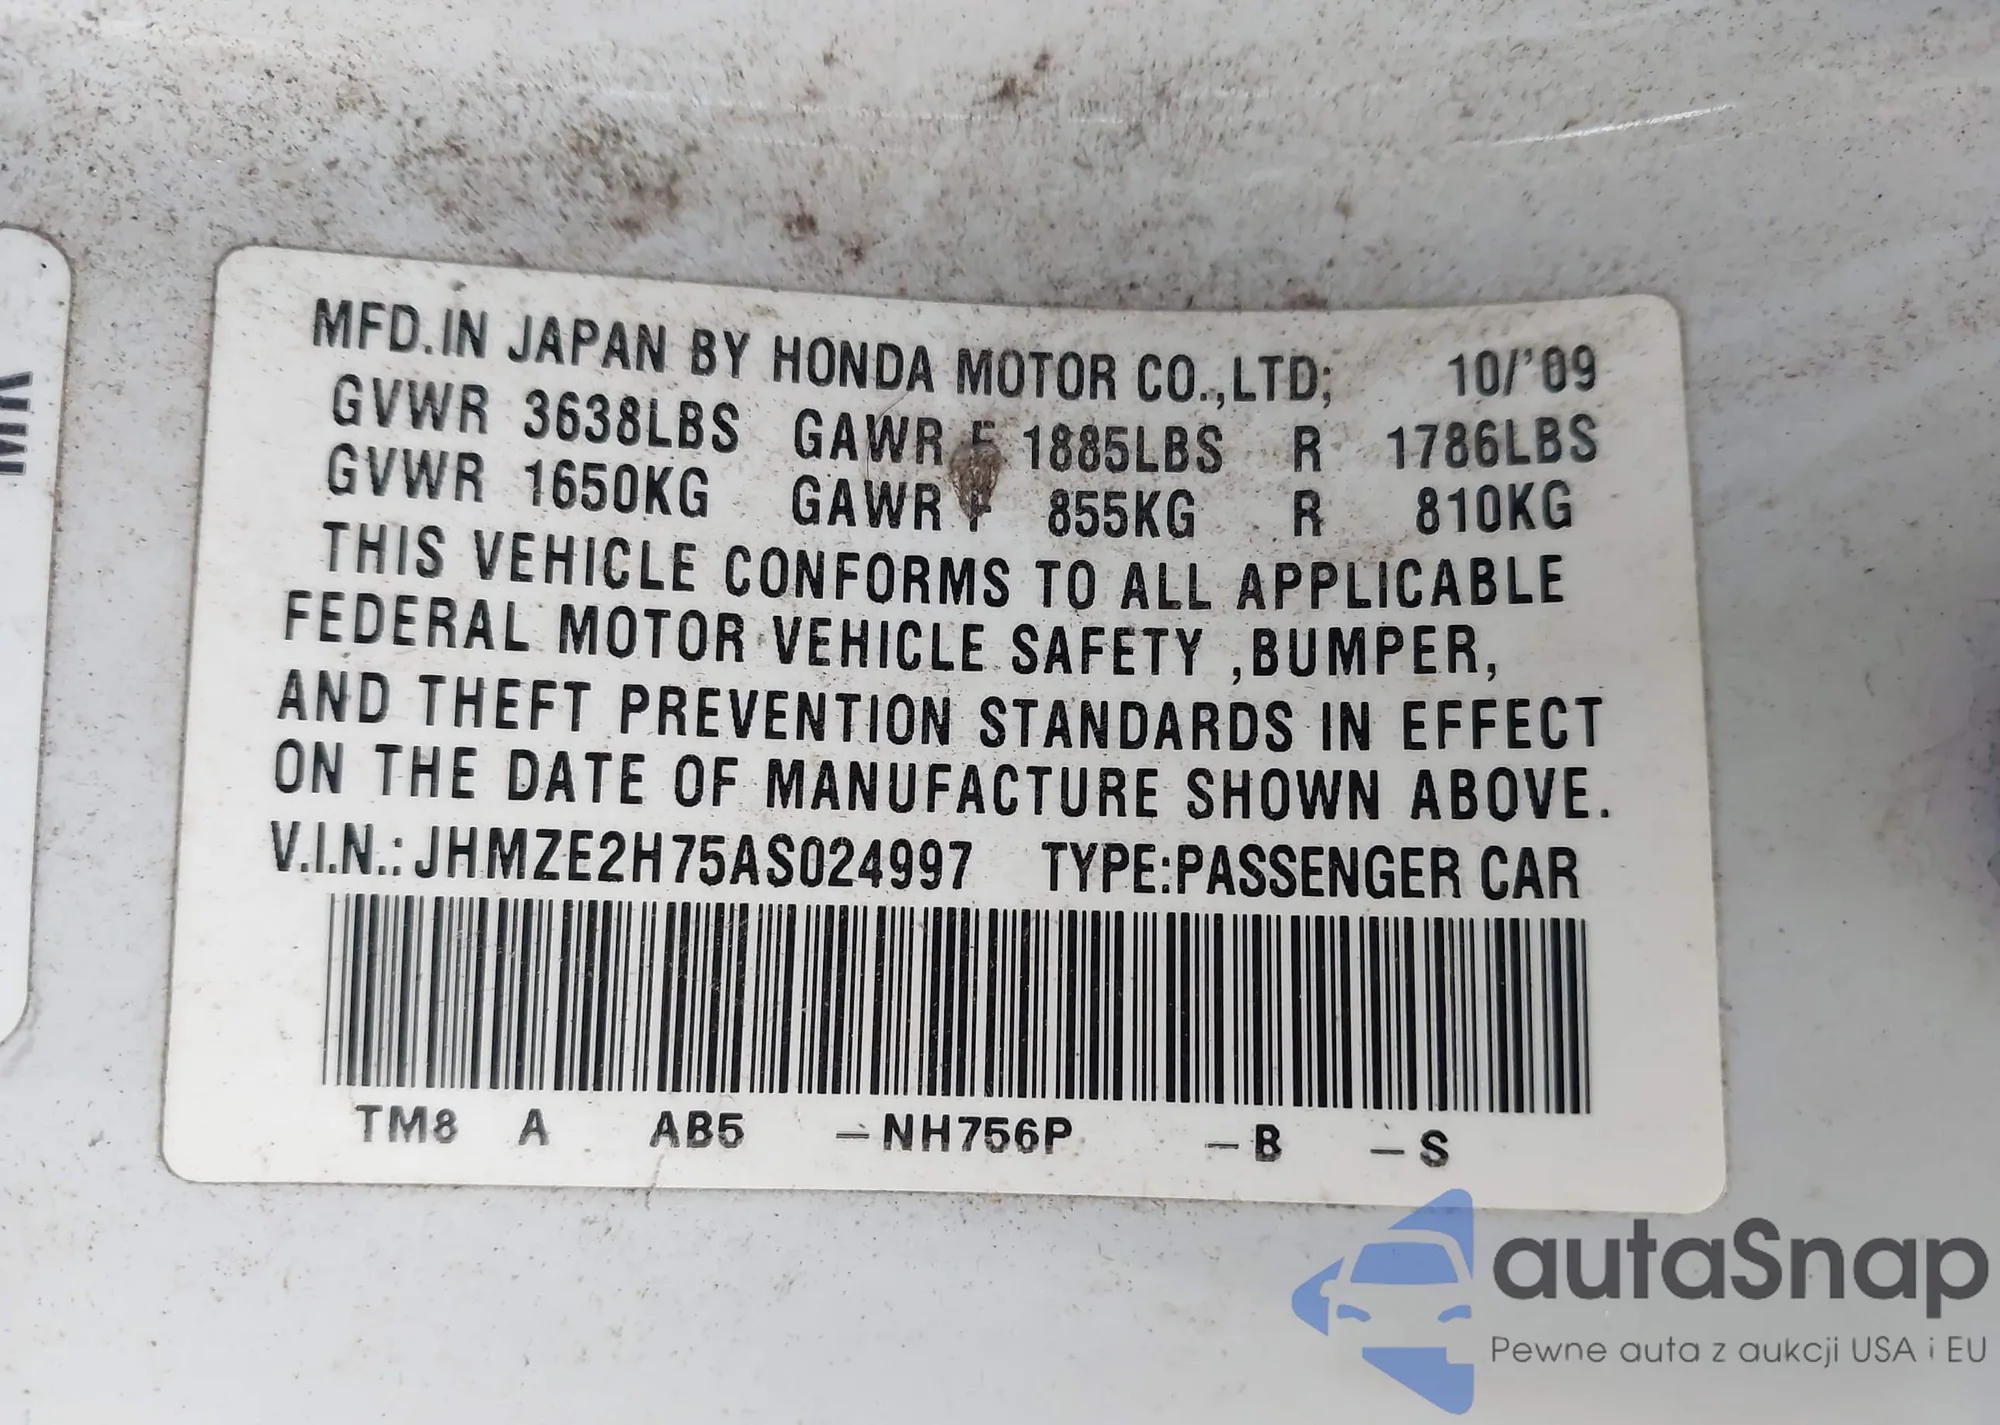 MFD.IN JAPAN BY HONDA MOTOR CO.,LTD; 10/'09
GVWR 3638LBS GAWR F 1885LBS R 1786LBS
GVWR 1650KG GAWR F 855KG R 810KG
THIS VEHICLE CONFORMS TO ALL APPLICABLE
FEDERAL MOTOR VEHICLE SAFETY ,BUMPER,
AND THEFT PREVENTION STANDARDS IN EFFECT
ON THE DATE OF MANUFACTURE SHOWN ABOVE.
V.I.N.: JHMZE2H75AS024997 TYPE:PASSENGER CAR
TM8 A AB5 –NH756P –B –S
autaSnap
Pewne auta z aukcji USA i EU